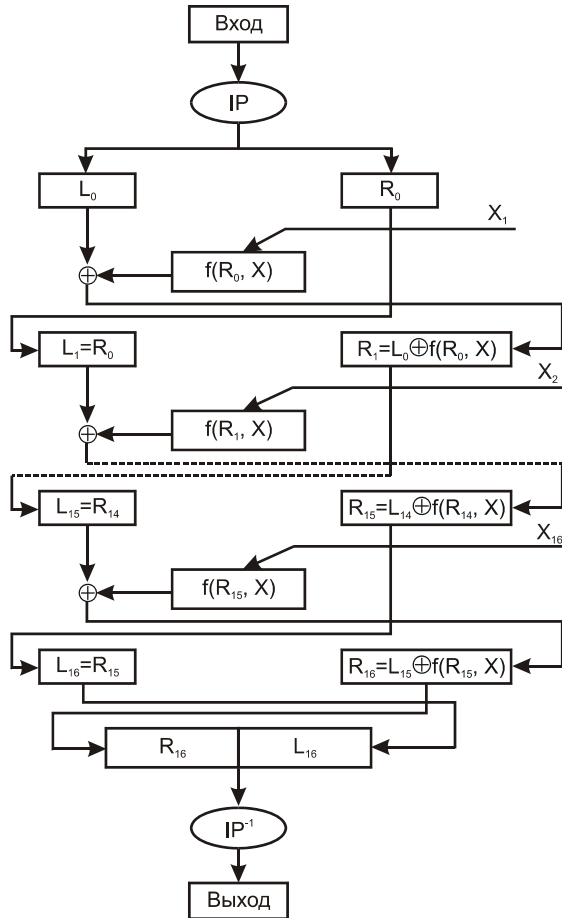 Вход
IP
L₀
R₀
X₁
f(R₀, X)
L₁=R₀
R₁=L₀⊕f(R₀, X)
X₂
f(R₁, X)
L₁₅=R₁₄
R₁₅=L₁₄⊕f(R₁₄, X)
X₁₆
f(R₁₅, X)
L₁₆=R₁₅
R₁₆=L₁₅⊕f(R₁₅, X)
R₁₆
L₁₆
IP⁻¹
Выход